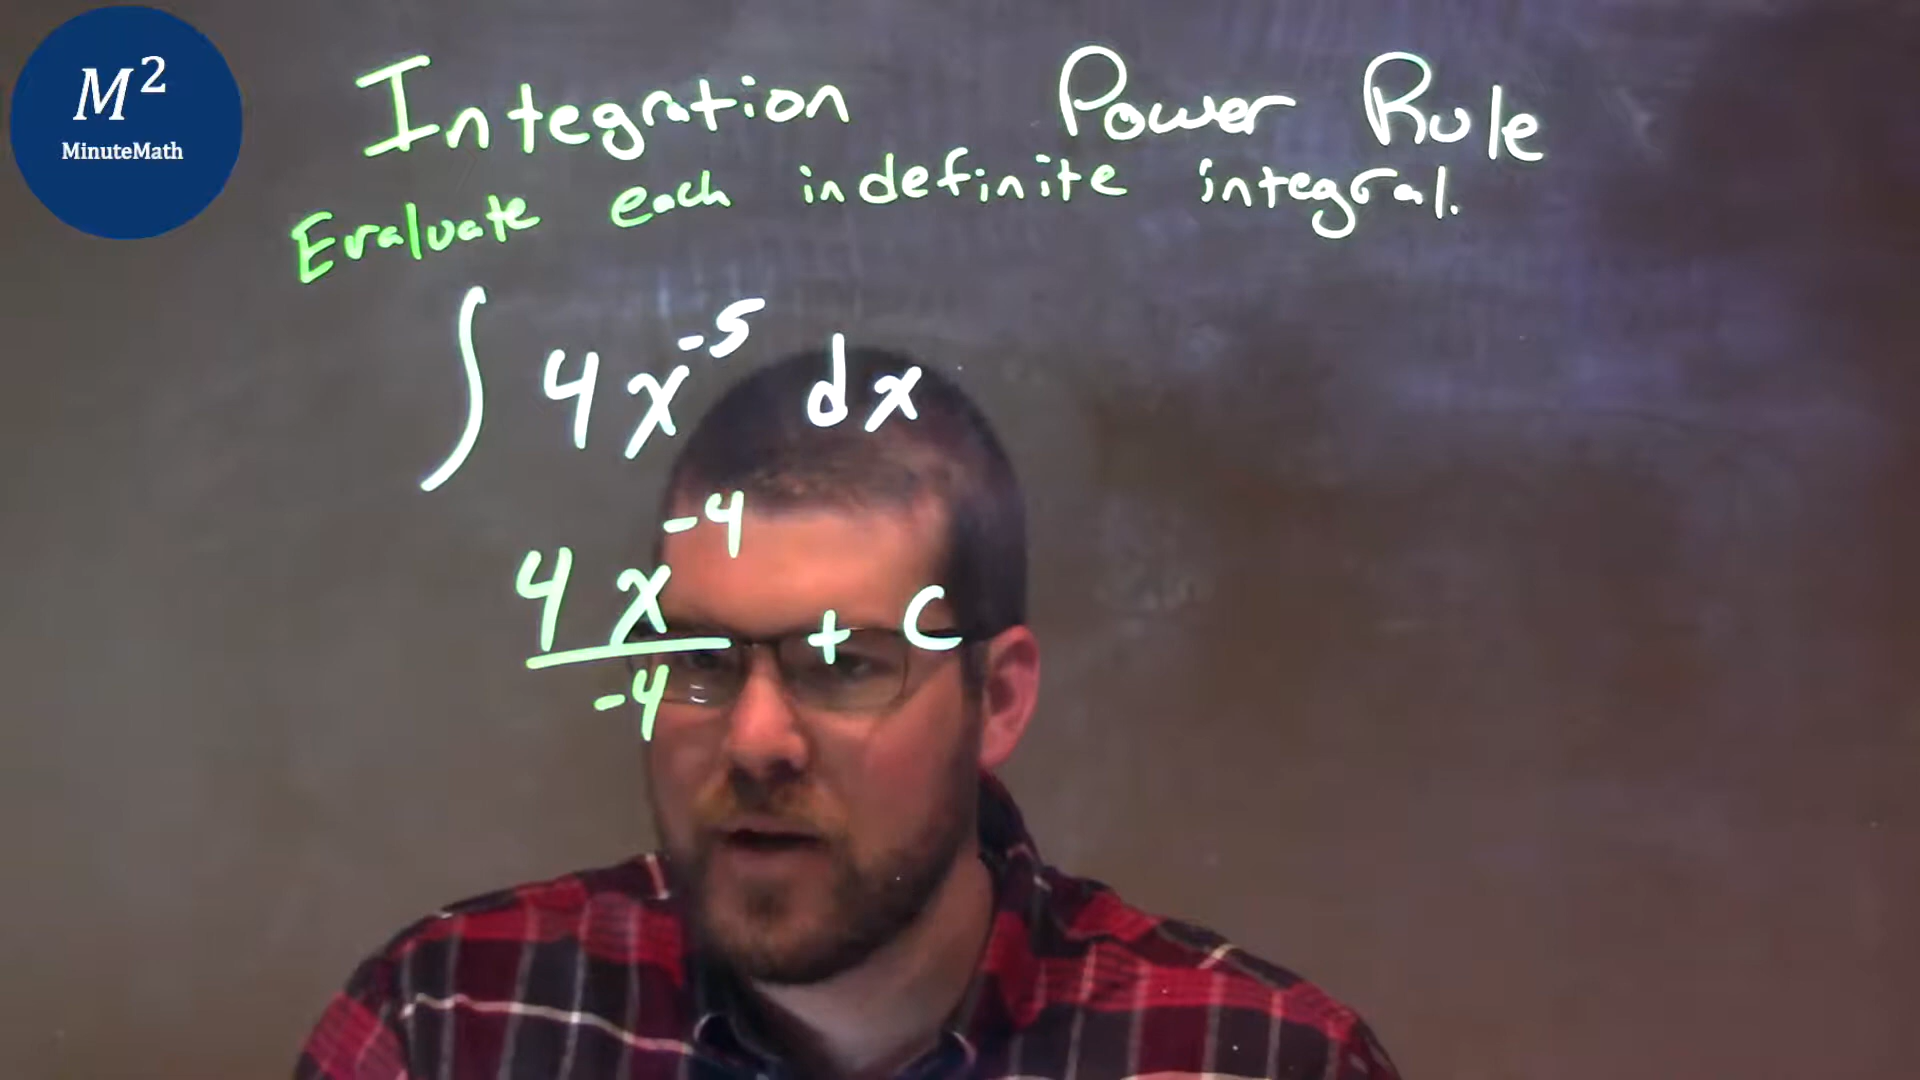 M²
MinuteMath
Integration Power Rule
Evaluate each indefinite integral.
∫ 4x⁻⁵ dx
4x⁻⁴
—— + C
-4